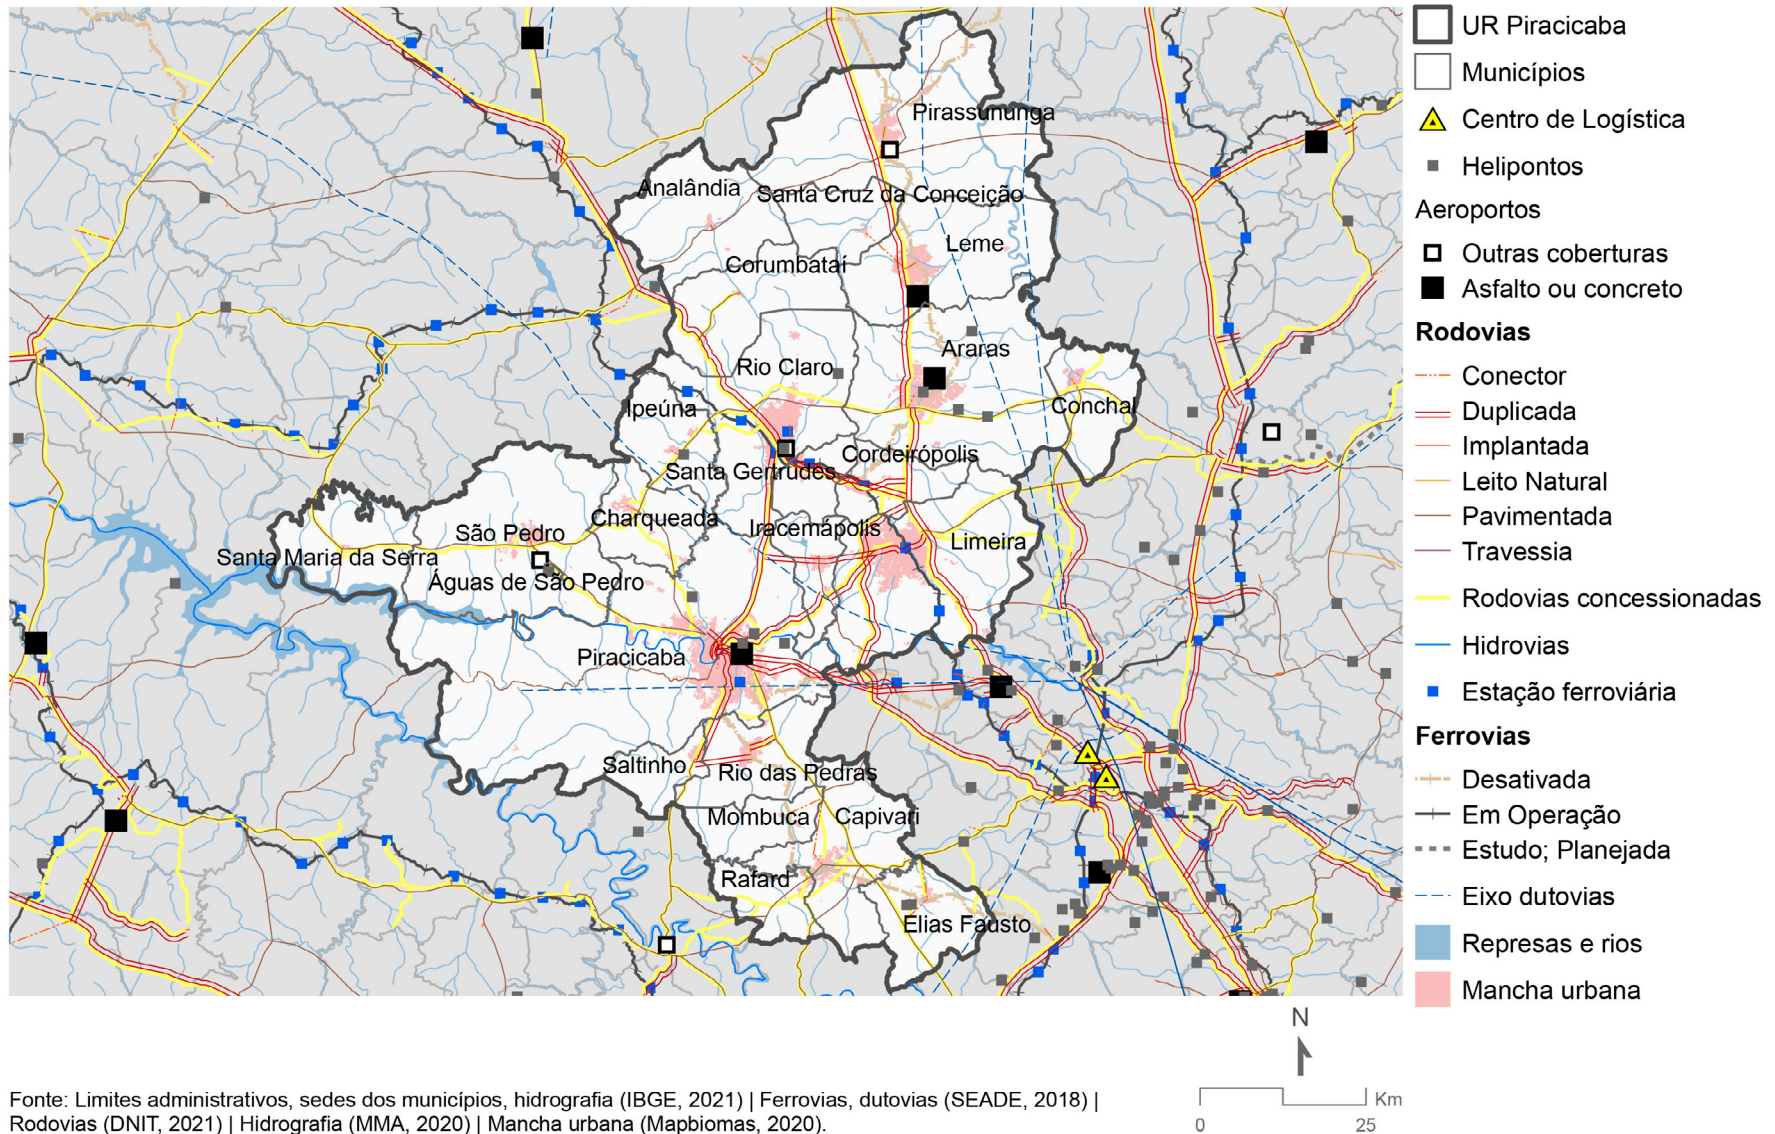 Pirassununga
Analândia
Santa Cruz da Conceição
Leme
Corumbataí
Araras
Rio Claro
Ipeúna
Conchal
Cordeirópolis
Santa Gertrudes
Charqueada
Iracemápolis
São Pedro
Limeira
Santa Maria da Serra
Águas de São Pedro
Piracicaba
Saltinho
Rio das Pedras
Mombuca
Capivari
Rafard
Elias Fausto
UR Piracicaba
Municípios
Centro de Logística
Helipontos
Aeroportos
Outras coberturas
Asfalto ou concreto
Rodovias
Conector
Duplicada
Implantada
Leito Natural
Pavimentada
Travessia
Rodovias concessionadas
Hidrovias
Estação ferroviária
Ferrovias
Desativada
Em Operação
Estudo; Planejada
Eixo dutovias
Represas e rios
Mancha urbana
N
Km
0 25
Fonte: Limites administrativos, sedes dos municípios, hidrografia (IBGE, 2021) | Ferrovias, dutovias (SEADE, 2018) |
Rodovias (DNIT, 2021) | Hidrografia (MMA, 2020) | Mancha urbana (Mapbiomas, 2020).